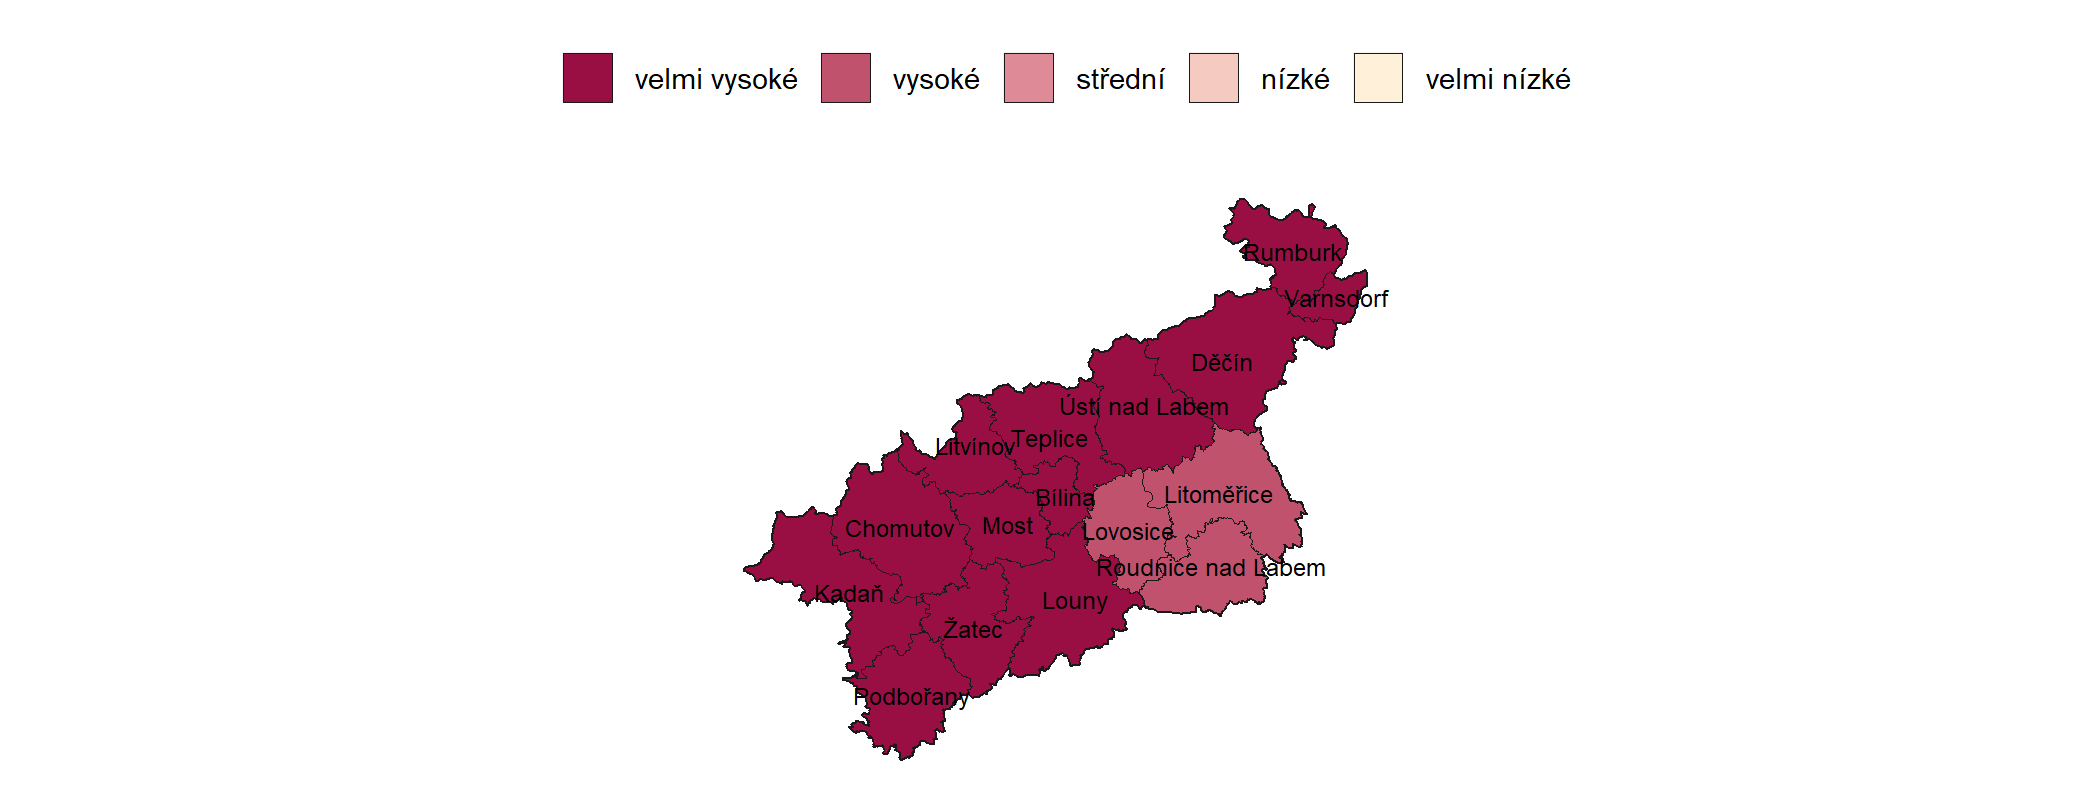 velmi vysoké vysoké střední nízké velmi nízké
Rumburk
Varnsdorf
Děčín
Ústí nad Labem
Teplice
Litvínov
Litoměřice
Bílina
Most
Chomutov
Lovosice
Roudnice nad Labem
Kadaň
Louny
Žatec
Podbořany